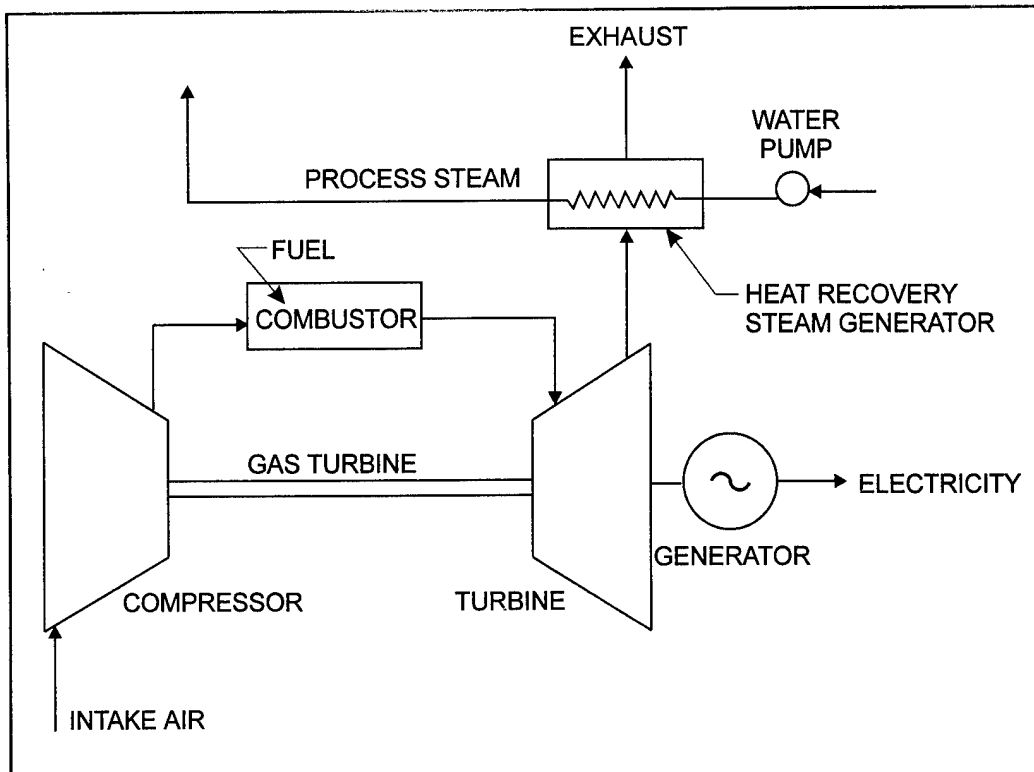 EXHAUST
WATER
PUMP
PROCESS STEAM
FUEL
COMBUSTOR
HEAT RECOVERY
STEAM GENERATOR
GAS TURBINE
ELECTRICITY
GENERATOR
COMPRESSOR
TURBINE
INTAKE AIR